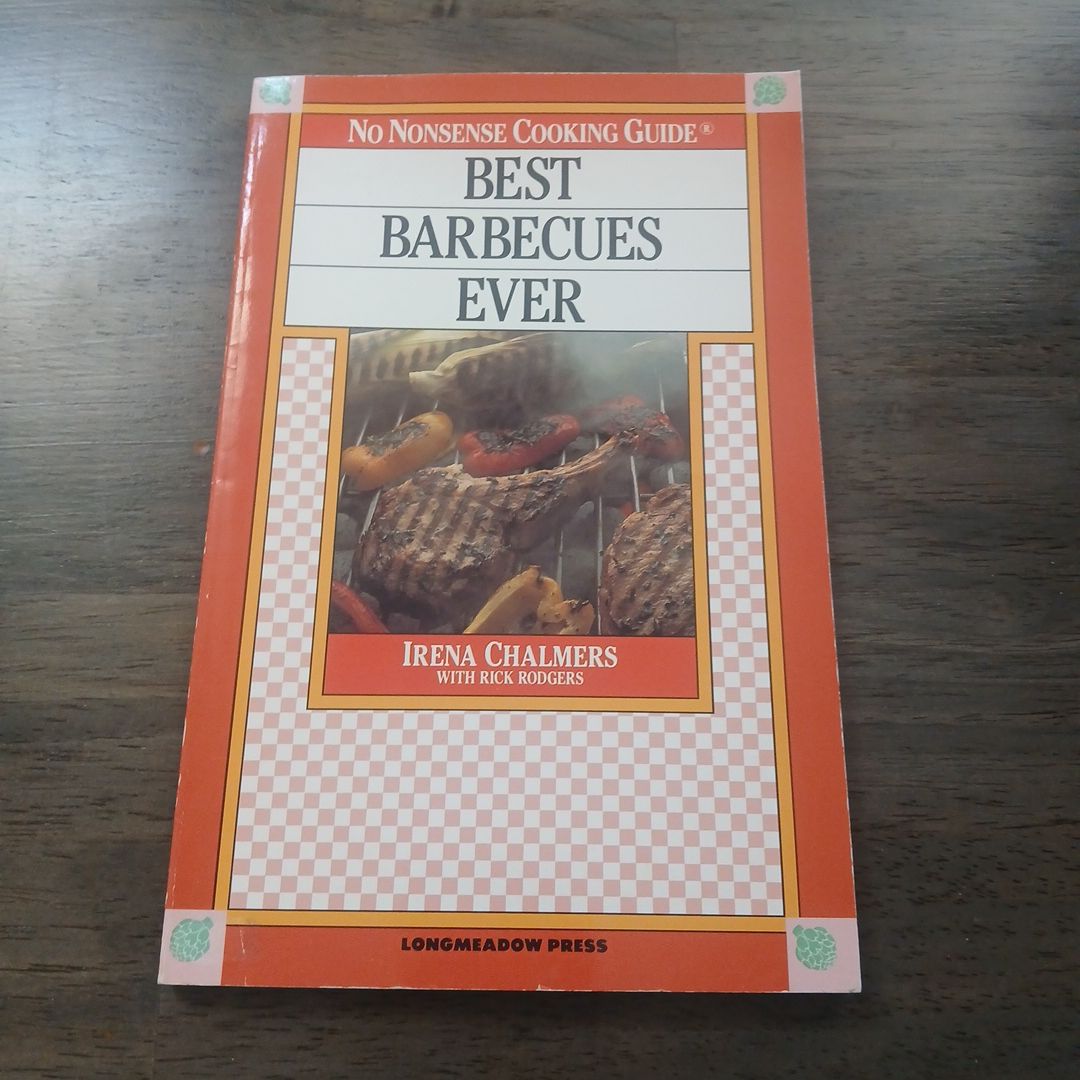 NO NONSENSE COOKING GUIDE®
BEST
BARBECUES
EVER
IRENA CHALMERS
WITH RICK RODGERS
LONGMEADOW PRESS